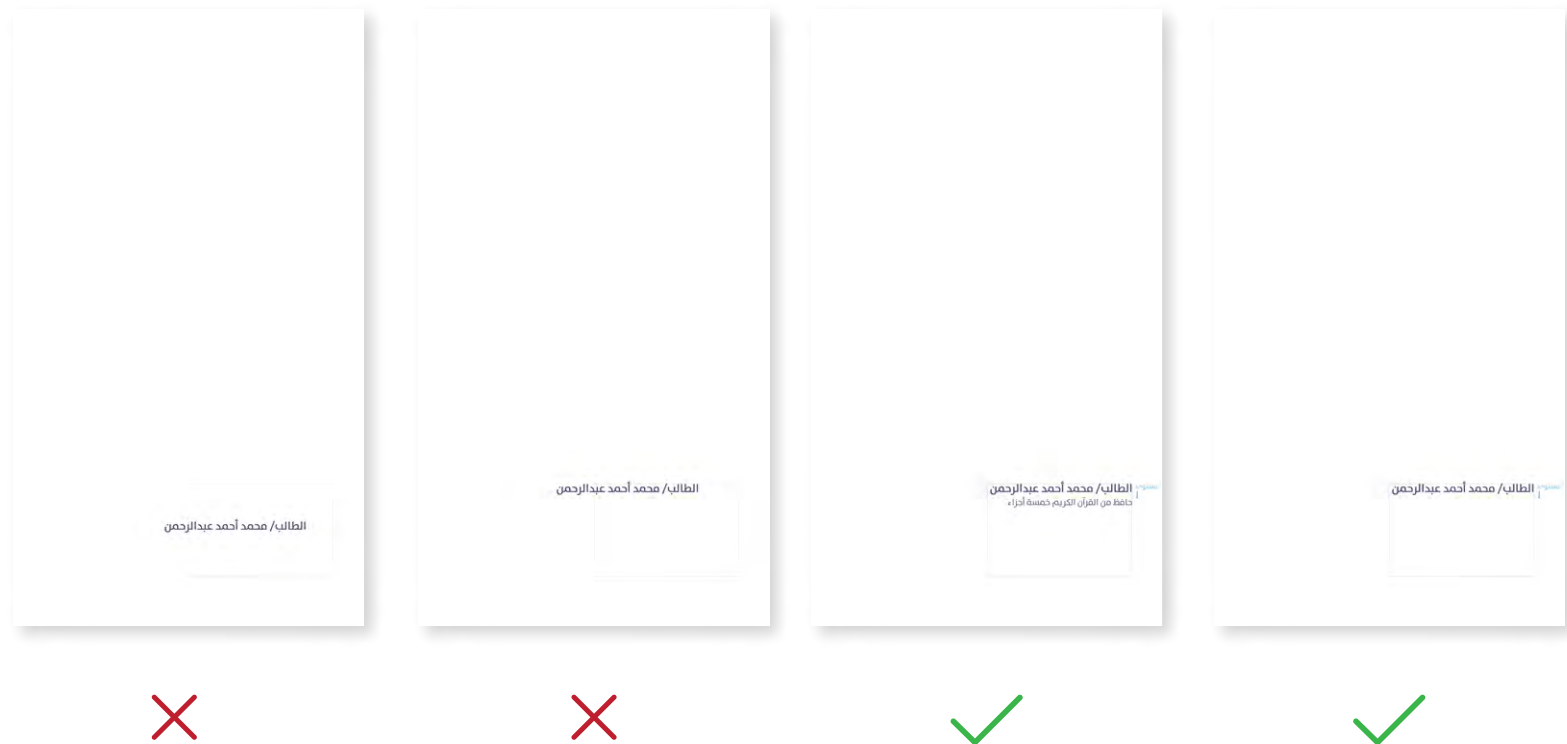 الطالب/ محمد أحمد عبدالرحمن
حافظ من القرآن الكريم خمسة أجزاء
الطالب/ محمد أحمد عبدالرحمن
الطالب/ محمد أحمد عبدالرحمن
الطالب/ محمد أحمد عبدالرحمن